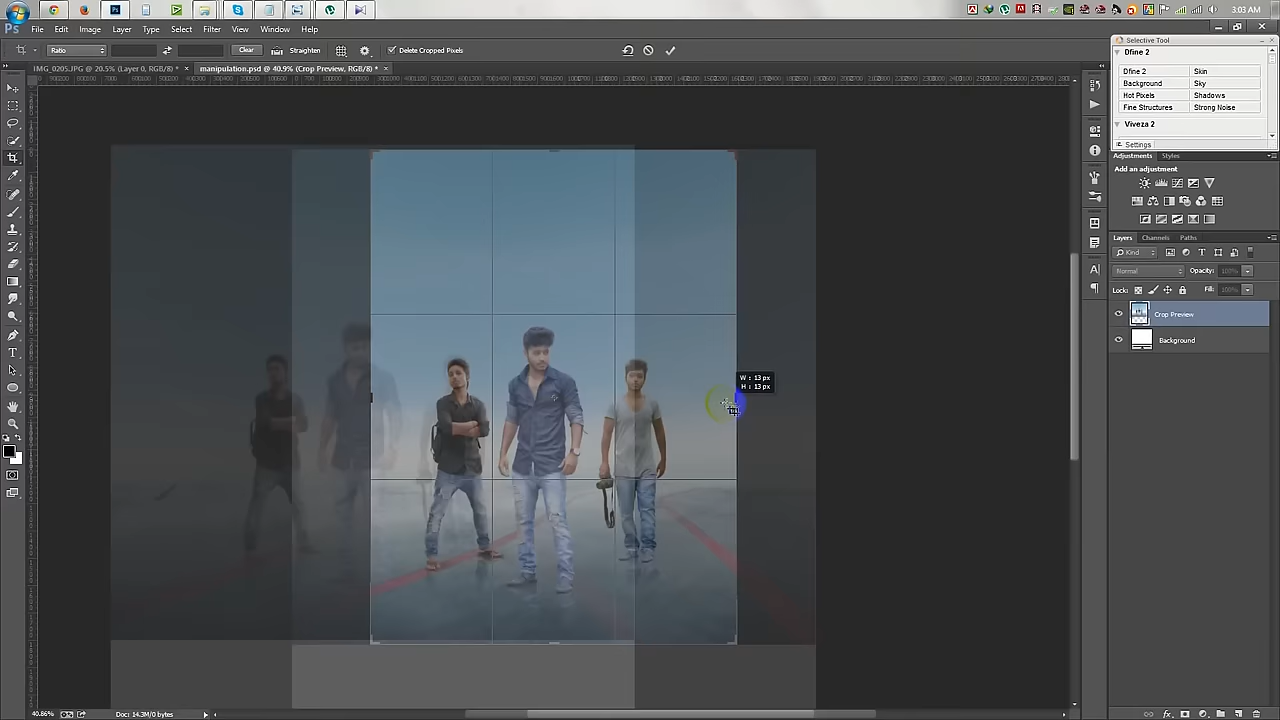 3:03 AM
Ps File Edit Image Layer Type Select Filter View Window Help
Ratio Clear Straighten Delete Cropped Pixels
IMG_0205.JPG @ 20.5% (Layer 0, RGB/8) * × manipulation.psd @ 40.9% (Crop Preview, RGB/8) * ×
Selective Tool
Dfine 2
Dfine 2 Skin
Background Sky
Hot Pixels Shadows
Fine Structures Strong Noise
Viveza 2
Settings
Adjustments Styles
Add an adjustment
Layers Channels Paths
Kind
Normal Opacity: 100%
Lock: Fill: 100%
Crop Preview
Background
W : 13 px
H : 13 px
40.86% Doc: 14.3M/0 bytes